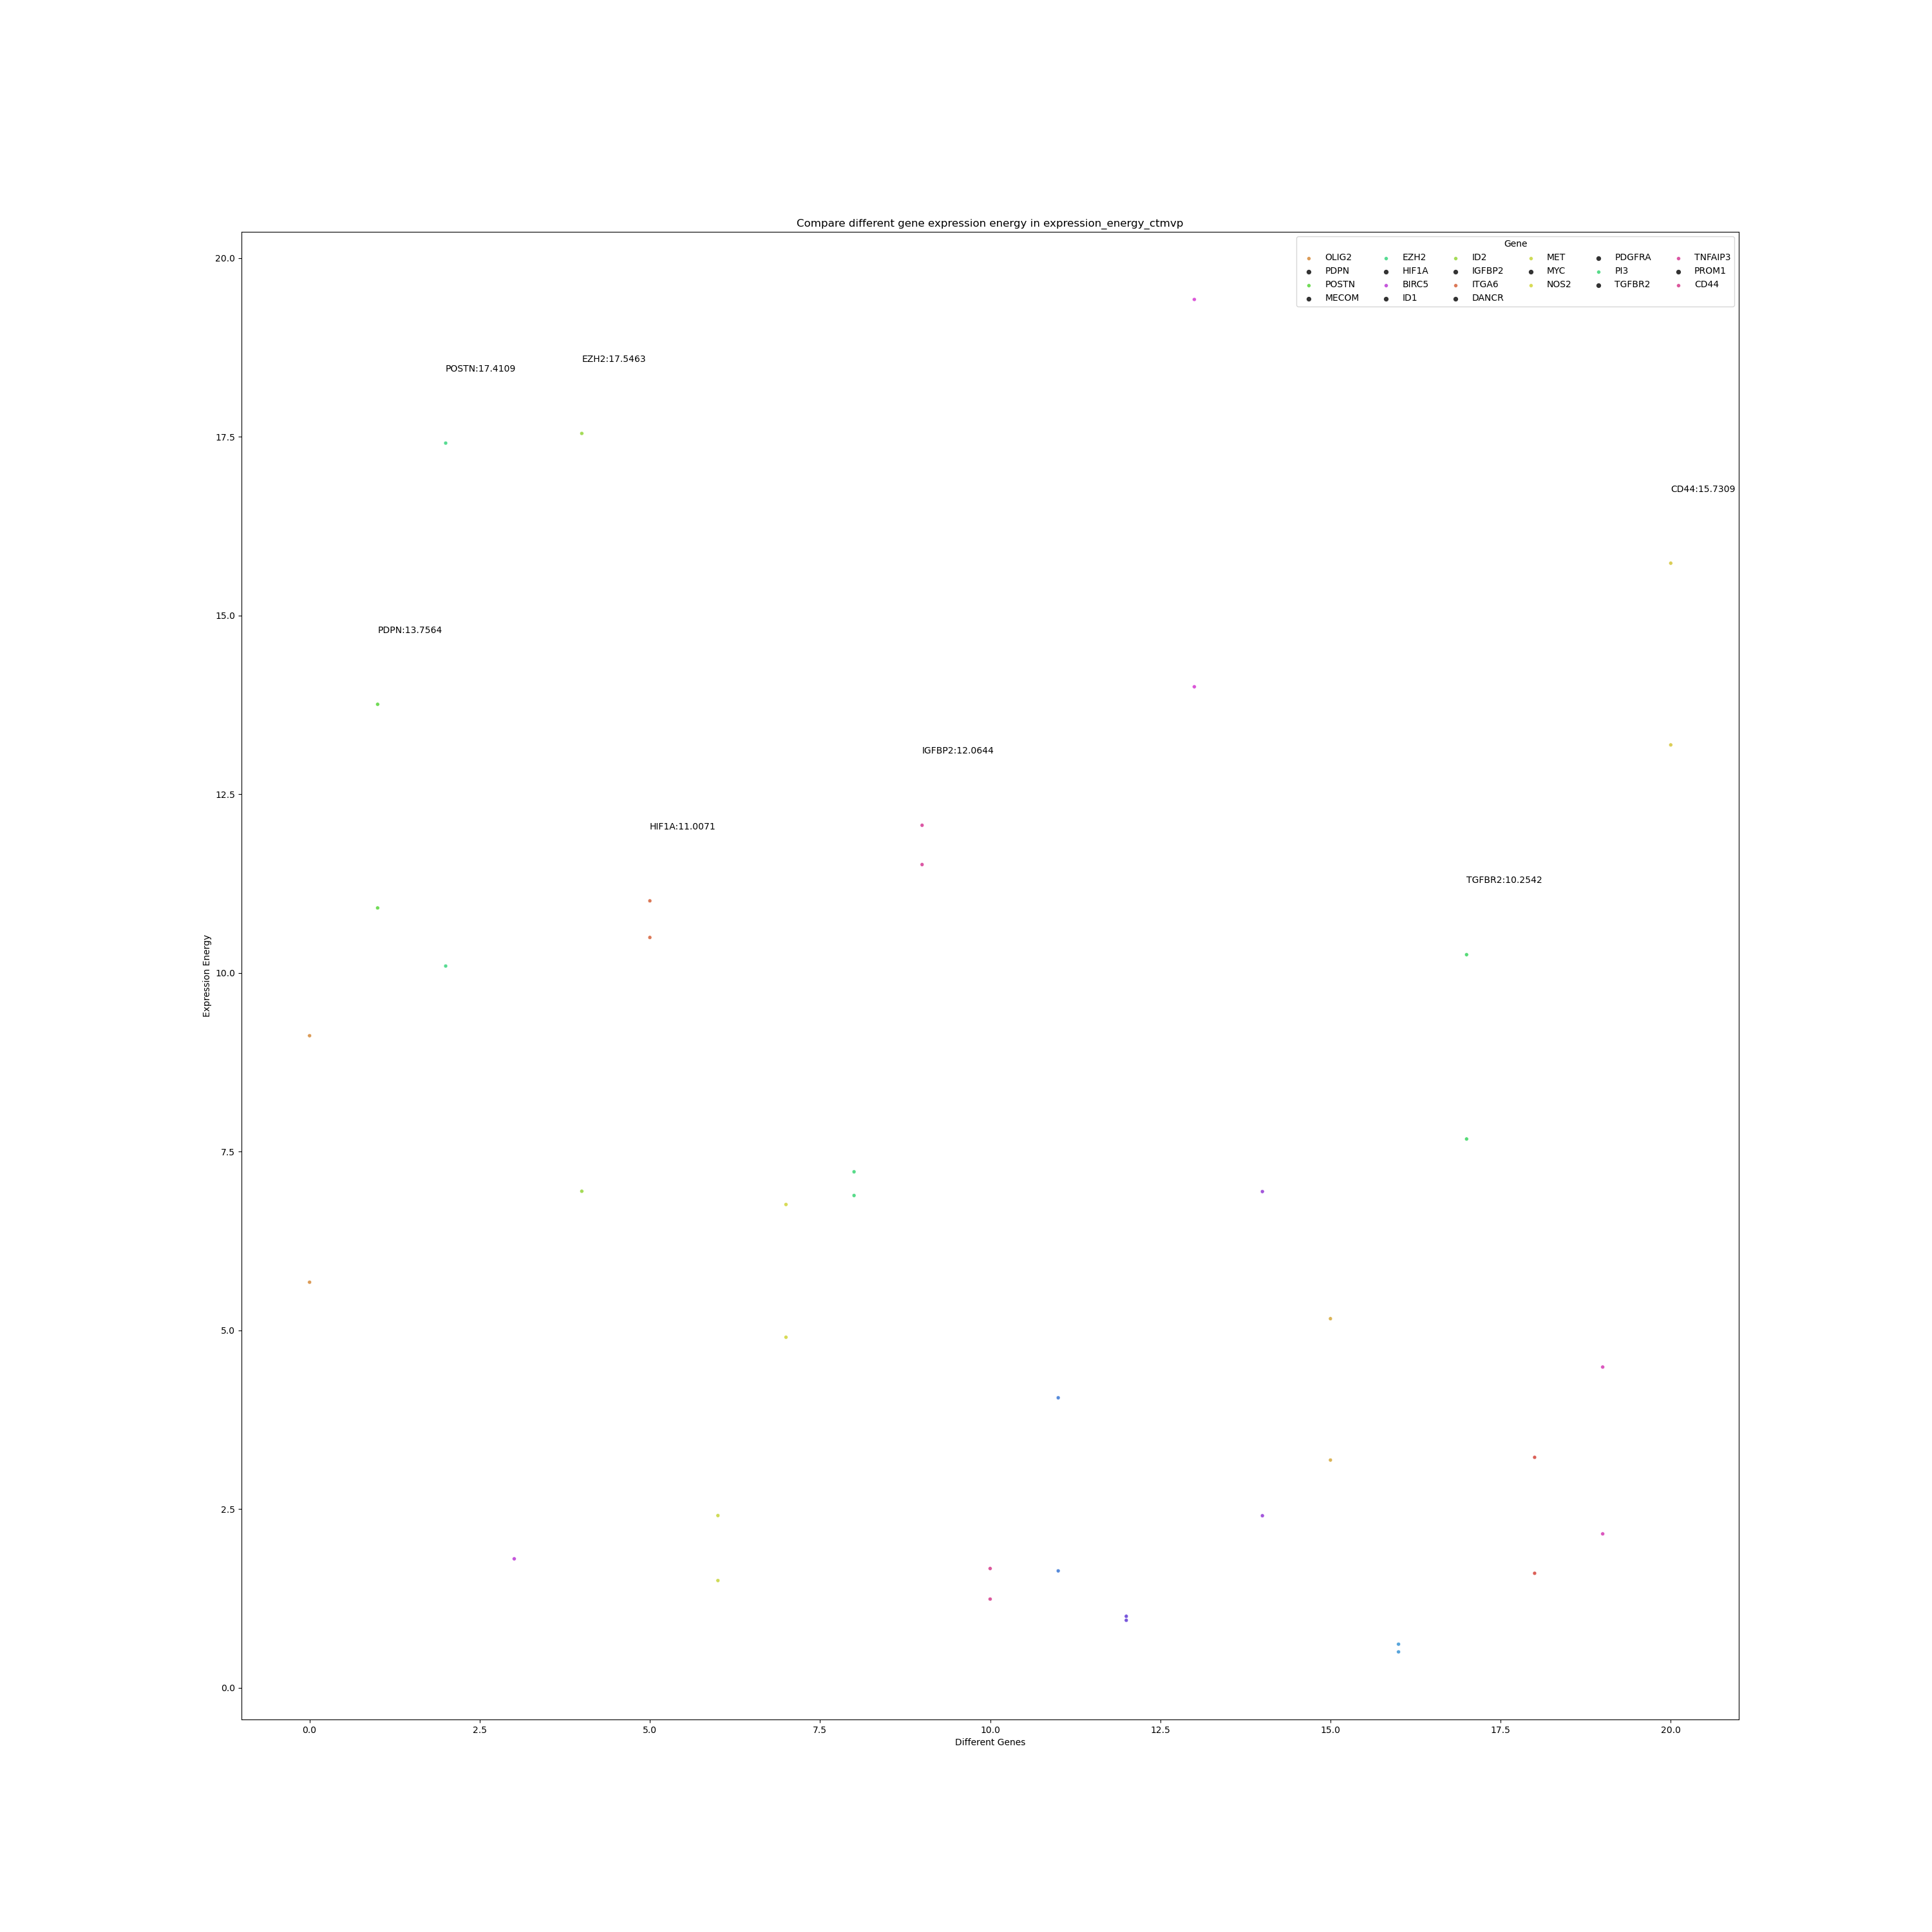 Compare different gene expression energy in expression_energy_ctmvp
Gene
OLIG2 EZH2 ID2 MET PDGFRA TNFAIP3
PDPN HIF1A IGFBP2 MYC PI3 PROM1
POSTN BIRC5 ITGA6 NOS2 TGFBR2 CD44
MECOM ID1 DANCR
20.0
EZH2:17.5463
POSTN:17.4109
17.5
CD44:15.7309
15.0
PDPN:13.7564
IGFBP2:12.0644
12.5
HIF1A:11.0071
TGFBR2:10.2542
10.0
Expression Energy
7.5
5.0
2.5
0.0
0.0 2.5 5.0 7.5 10.0 12.5 15.0 17.5 20.0
Different Genes